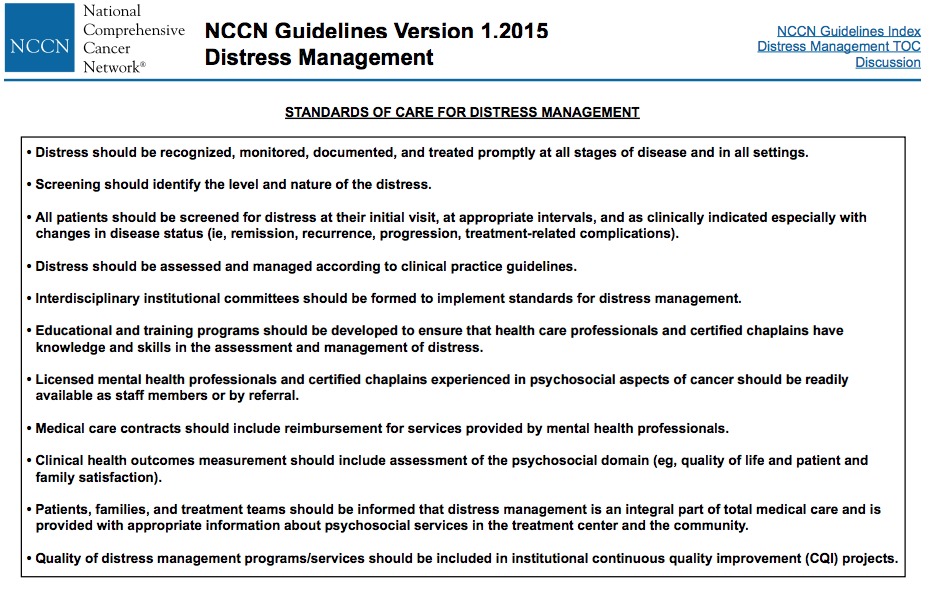 National
Comprehensive
NCCN Cancer
Network®
NCCN Guidelines Version 1.2015
Distress Management
NCCN Guidelines Index
Distress Management TOC
Discussion
STANDARDS OF CARE FOR DISTRESS MANAGEMENT
• Distress should be recognized, monitored, documented, and treated promptly at all stages of disease and in all settings.
• Screening should identify the level and nature of the distress.
• All patients should be screened for distress at their initial visit, at appropriate intervals, and as clinically indicated especially with
changes in disease status (ie, remission, recurrence, progression, treatment-related complications).
• Distress should be assessed and managed according to clinical practice guidelines.
• Interdisciplinary institutional committees should be formed to implement standards for distress management.
• Educational and training programs should be developed to ensure that health care professionals and certified chaplains have
knowledge and skills in the assessment and management of distress.
• Licensed mental health professionals and certified chaplains experienced in psychosocial aspects of cancer should be readily
available as staff members or by referral.
• Medical care contracts should include reimbursement for services provided by mental health professionals.
• Clinical health outcomes measurement should include assessment of the psychosocial domain (eg, quality of life and patient and
family satisfaction).
• Patients, families, and treatment teams should be informed that distress management is an integral part of total medical care and is
provided with appropriate information about psychosocial services in the treatment center and the community.
• Quality of distress management programs/services should be included in institutional continuous quality improvement (CQI) projects.